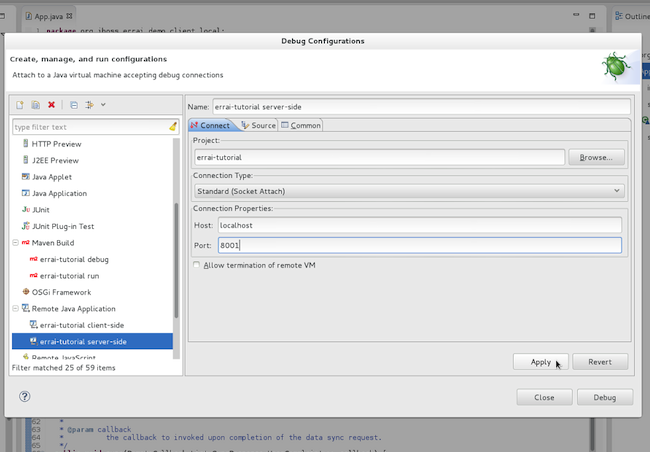 App.java
Outline
package org.jboss.errai.demo.client.local;
Debug Configurations
Create, manage, and run configurations
Attach to a Java virtual machine accepting debug connections
type filter text
HTTP Preview
J2EE Preview
Java Applet
Java Application
JUnit
JUnit Plug-in Test
Maven Build
errai-tutorial debug
errai-tutorial run
OSGi Framework
Remote Java Application
errai-tutorial client-side
errai-tutorial server-side
Remote JavaScript
Filter matched 25 of 59 items
Name: errai-tutorial server-side
Connect Source Common
Project:
errai-tutorial Browse...
Connection Type:
Standard (Socket Attach)
Connection Properties:
Host: localhost
Port: 8001
Allow termination of remote VM
Apply Revert
? Close Debug
62 *
63 * @param callback
64 * the callback to invoked upon completion of the data sync request.
65 */